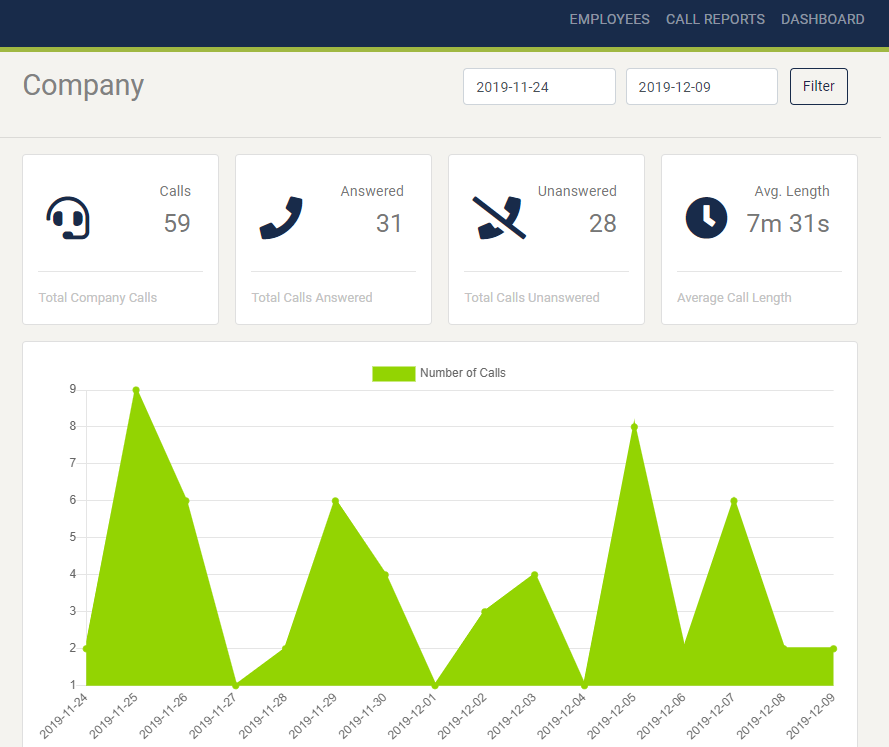 EMPLOYEES CALL REPORTS DASHBOARD
Company 2019-11-24 2019-12-09 Filter
Calls Answered Unanswered Avg. Length
59 31 28 7m 31s
Total Company Calls Total Calls Answered Total Calls Unanswered Average Call Length
Number of Calls
9
8
7
6
5
4
3
2
1
2019-11-24 2019-11-25 2019-11-26 2019-11-27 2019-11-28 2019-11-29 2019-11-30 2019-12-01 2019-12-02 2019-12-03 2019-12-04 2019-12-05 2019-12-06 2019-12-07 2019-12-08 2019-12-09